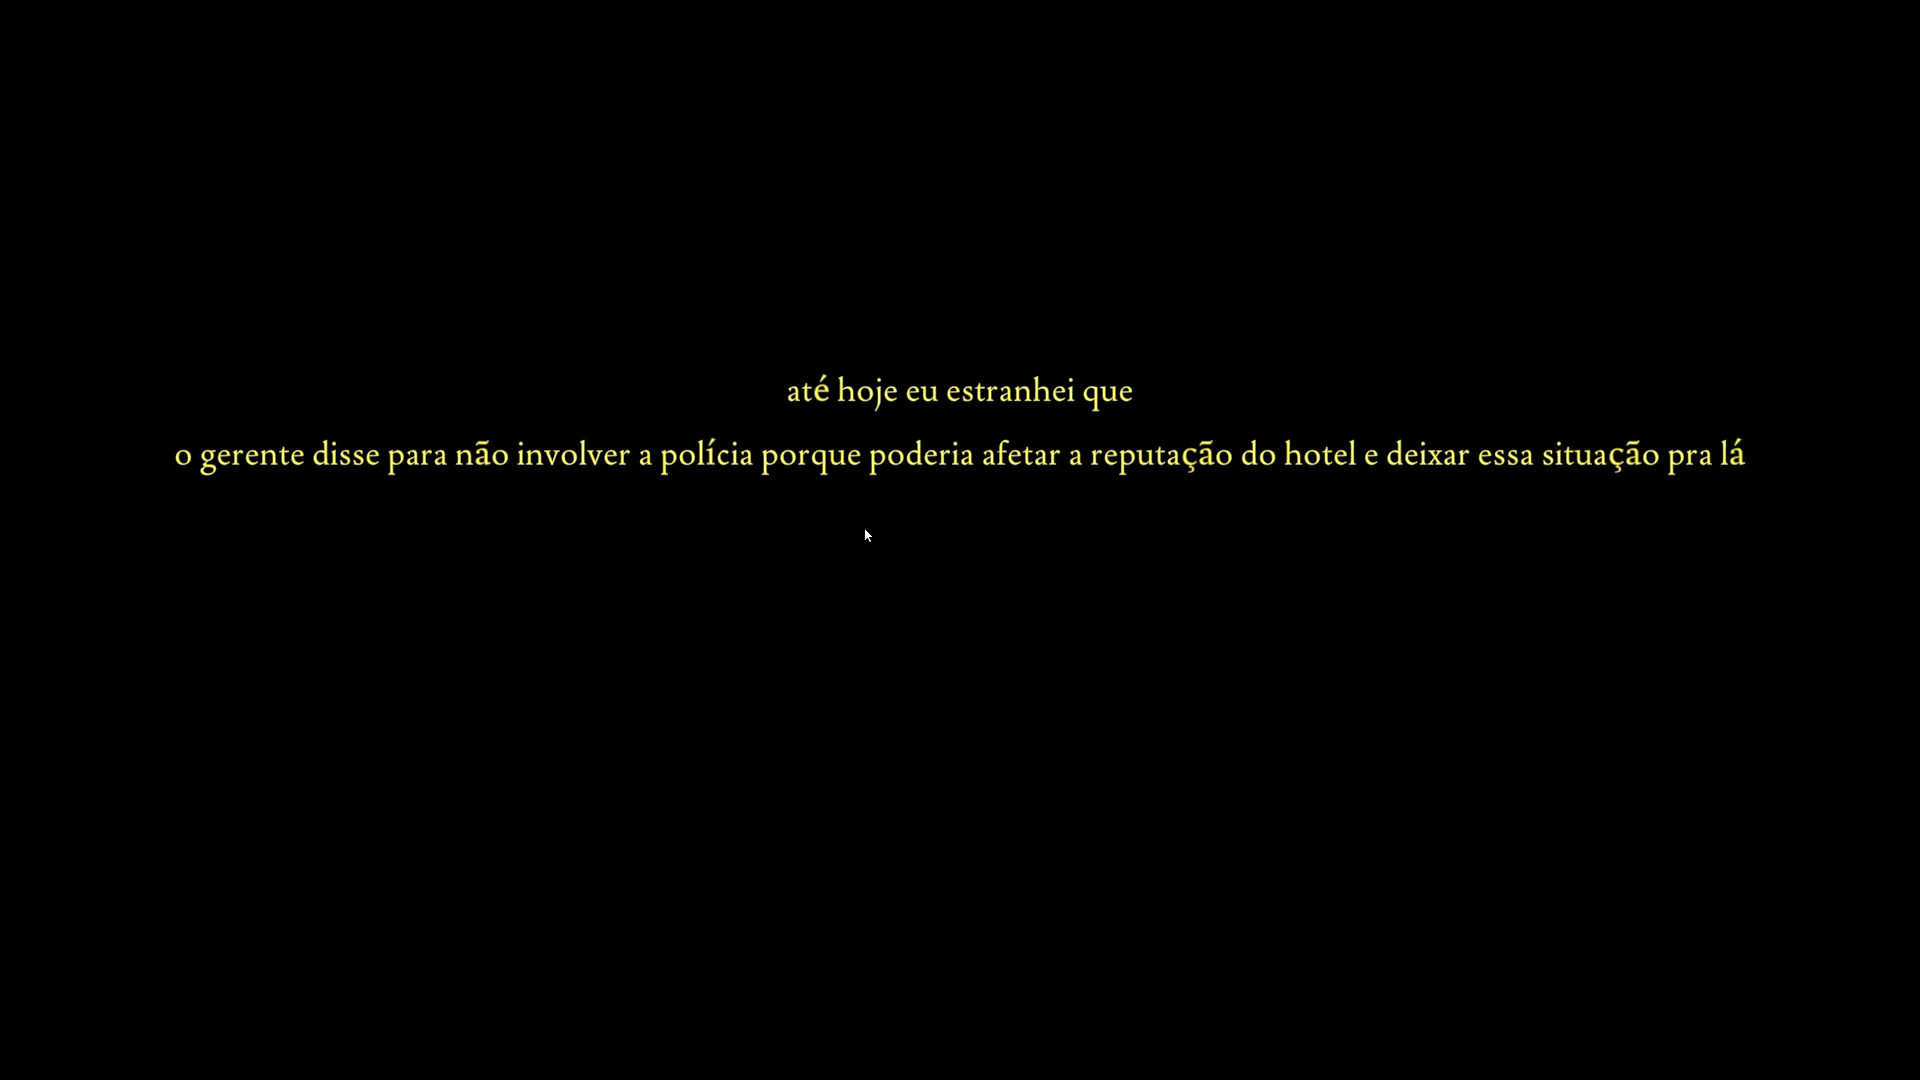 até hoje eu estranhei que
o gerente disse para não involver a polícia porque poderia afetar a reputação do hotel e deixar essa situação pra lá